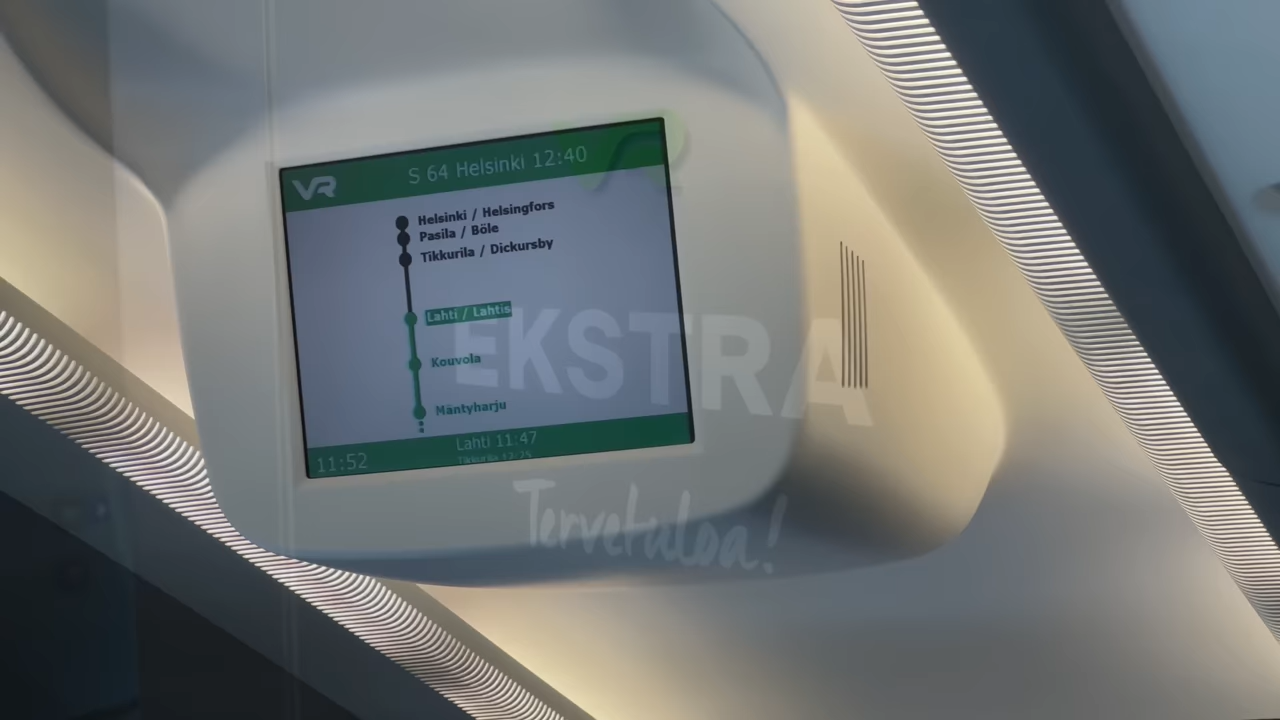 VR
S 64 Helsinki 12:40
Helsinki / Helsingfors
Pasila / Böle
Tikkurila / Dickursby
Lahti / Lahtis
Kouvola
Mäntyharju
Lahti 11:47
11:52
EKSTRA
Tervetuloa!